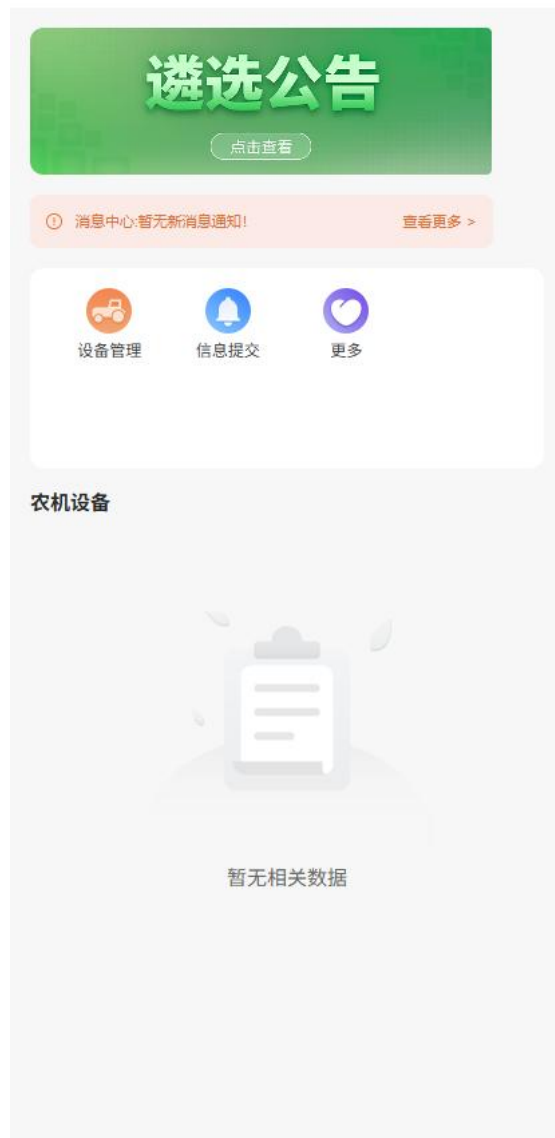 遴选公告
点击查看
消息中心:暂无新消息通知!
查看更多 >
设备管理
信息提交
更多
农机设备
暂无相关数据